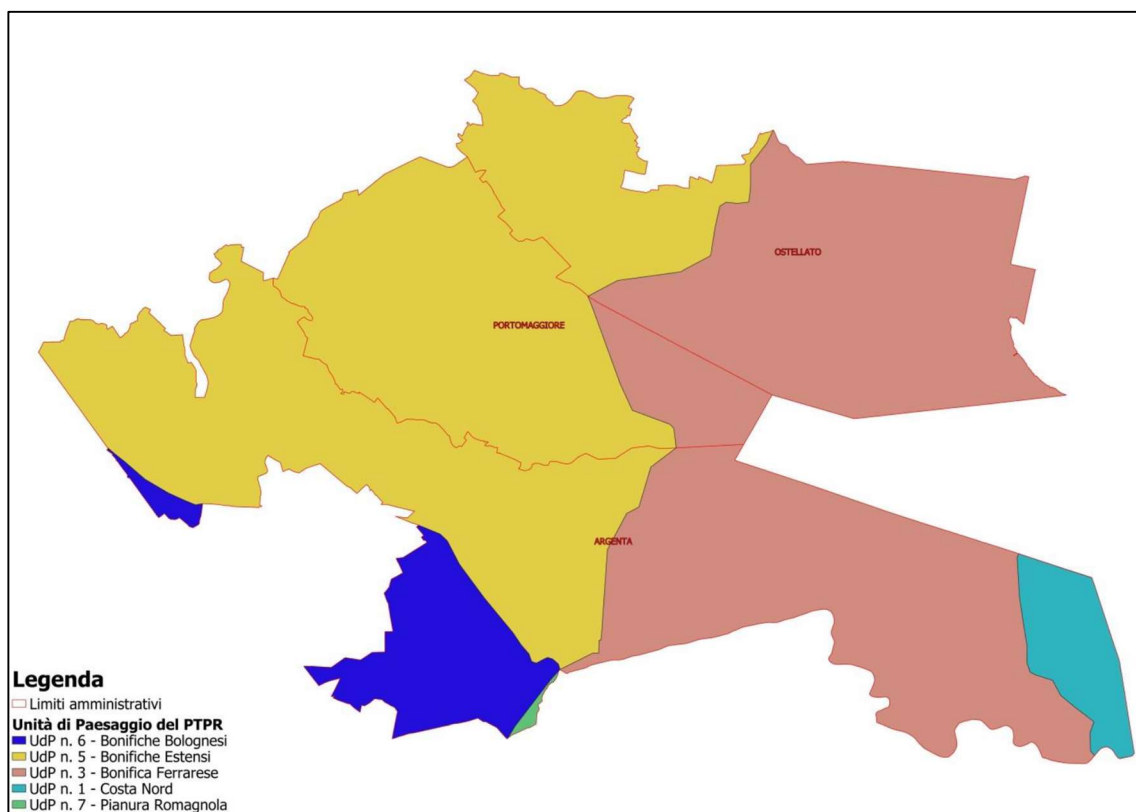 OSTELLATO
PORTOMAGGIORE
ARGENTA
Legenda
Limiti amministrativi
Unità di Paesaggio del PTPR
UdP n. 6 - Bonifiche Bolognesi
UdP n. 5 - Bonifiche Estensi
UdP n. 3 - Bonifica Ferrarese
UdP n. 1 - Costa Nord
UdP n. 7 - Pianura Romagnola